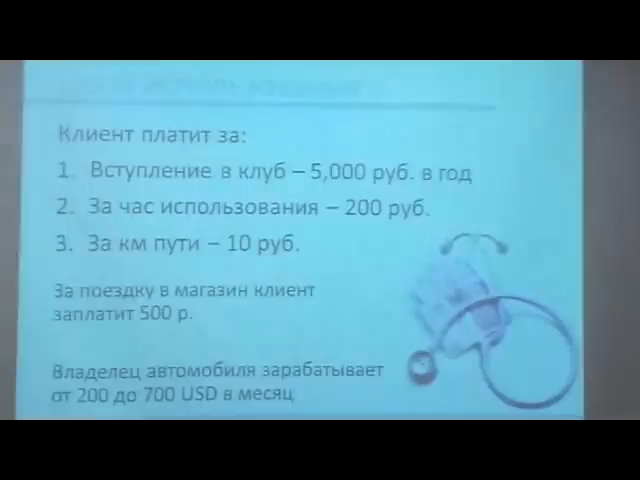 Клиент платит за:
1. Вступление в клуб – 5,000 руб. в год
2. За час использования – 200 руб.
3. За км пути – 10 руб.
За поездку в магазин клиент
заплатит 500 р.
Владелец автомобиля зарабатывает
от 200 до 700 USD в месяц